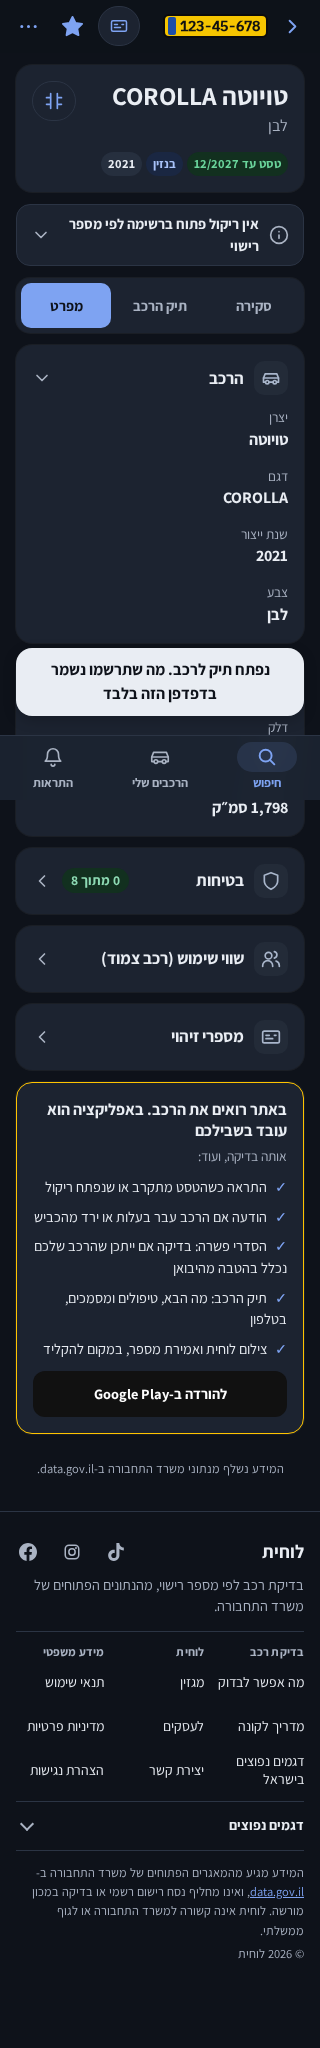 123-45-678
טויוטה COROLLA
לבן
טסט עד 12/2027
בנזין
2021
אין ריקול פתוח ברשימה לפי מספר
רישוי
סקירה
תיק הרכב
מפרט
הרכב
יצרן
טויוטה
דגם
COROLLA
שנת ייצור
2021
צבע
לבן
נפתח תיק לרכב. מה שתרשמו נשמר
בדפדפן הזה בלבד
דלק
חיפוש
הרכבים שלי
התראות
1,798 סמ״ק
בטיחות
0 מתוך 8
שווי שימוש (רכב צמוד)
מספרי זיהוי
באתר רואים את הרכב. באפליקציה הוא
עובד בשבילכם
אותה בדיקה, ועוד:
✓ התראה כשהטסט מתקרב או שנפתח ריקול
✓ הודעה אם הרכב עבר בעלות או ירד מהכביש
✓ הסדרי פשרה: בדיקה אם ייתכן שהרכב שלכם
נכלל בהטבה מהיבואן
✓ תיק הרכב: מה הבא, טיפולים ומסמכים,
בטלפון
✓ צילום לוחית ואמירת מספר, במקום להקליד
להורדה ב-Google Play
המידע נשלף מנתוני משרד התחבורה ב-data.gov.il.
לוחית
בדיקת רכב לפי מספר רישוי, מהנתונים הפתוחים של
משרד התחבורה.
בדיקת רכב
לוחית
מידע משפטי
מה אפשר לבדוק
מגזין
תנאי שימוש
מדריך לקונה
לעסקים
מדיניות פרטיות
דגמים נפוצים
בישראל
יצירת קשר
הצהרת נגישות
דגמים נפוצים
המידע מגיע מהמאגרים הפתוחים של משרד התחבורה ב-
data.gov.il, ואינו מחליף נסח רישום רשמי או בדיקה במכון
מורשה. לוחית אינה קשורה למשרד התחבורה או לגוף
ממשלתי.
© 2026 לוחית